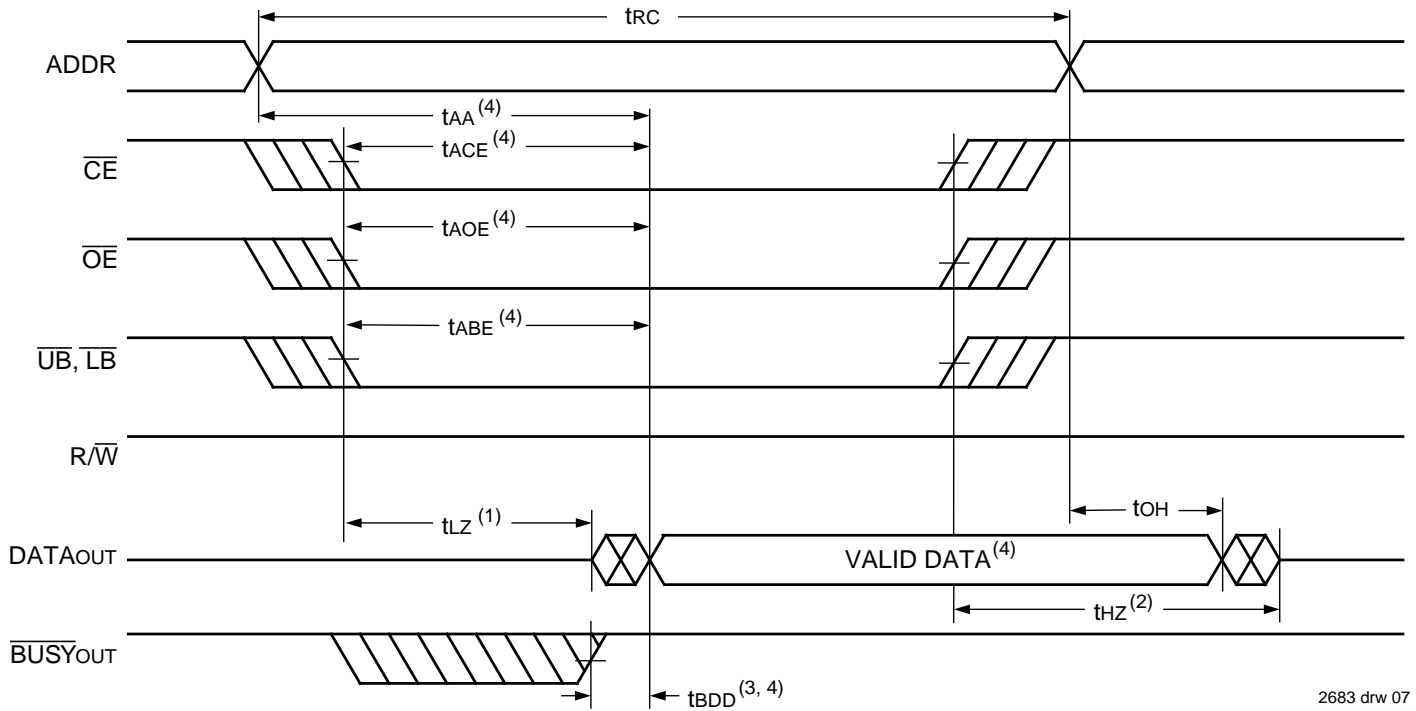 tRC
ADDR
tAA (4)
tACE (4)
CE
tAOE (4)
OE
tABE (4)
UB, LB
R/W
tLZ (1)
tOH
DATAOUT
VALID DATA(4)
tHZ(2)
BUSYOUT
tBDD(3, 4)
2683 drw 07